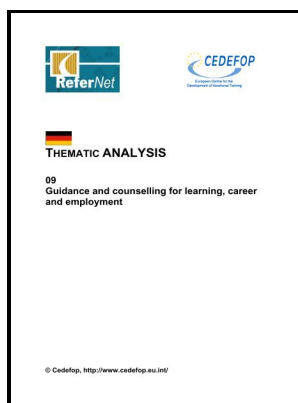 ReferNet
CEDEFOP
European Centre for the
Development of Vocational Training
THEMATIC ANALYSIS
09
Guidance and counselling for learning, career
and employment
© Cedefop, http://www.cedefop.eu.int/